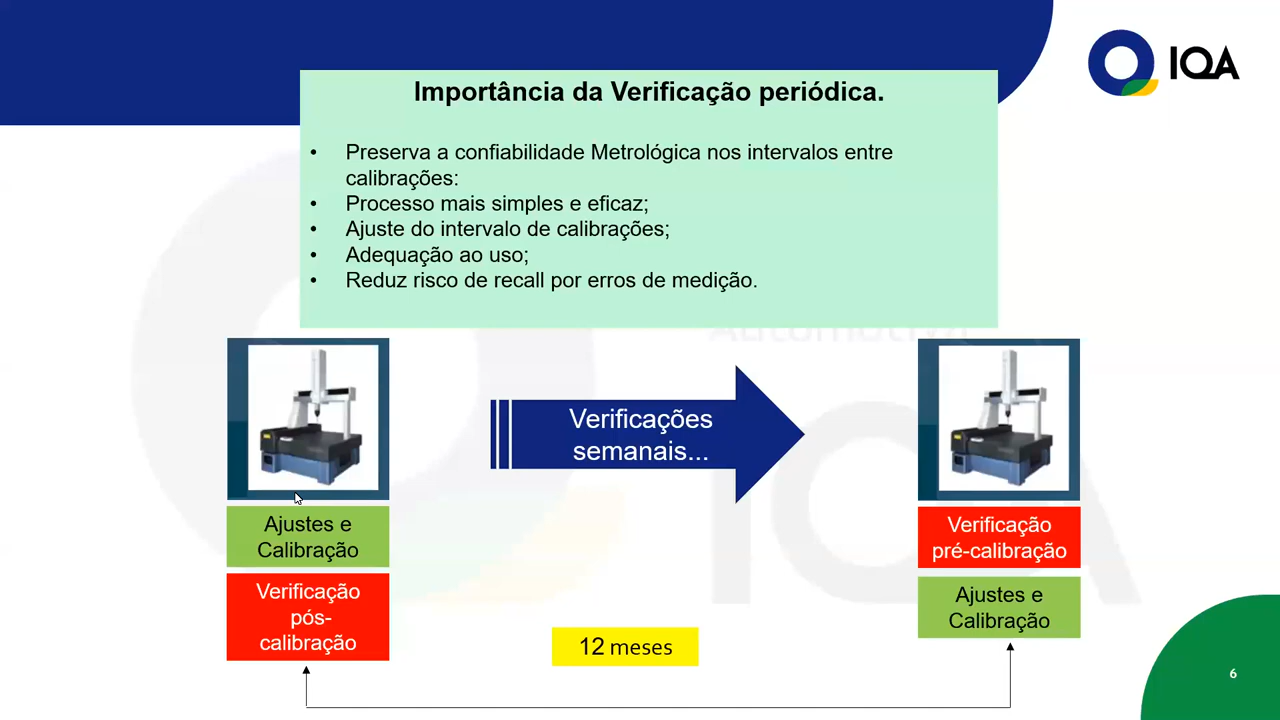 IQA
Importância da Verificação periódica.
• Preserva a confiabilidade Metrológica nos intervalos entre
calibrações:
• Processo mais simples e eficaz;
• Ajuste do intervalo de calibrações;
• Adequação ao uso;
• Reduz risco de recall por erros de medição.
Automotiva
IQA
Verificações
semanais...
Ajustes e
Calibração
Verificação
pós-
calibração
Verificação
pré-calibração
Ajustes e
Calibração
12 meses
6